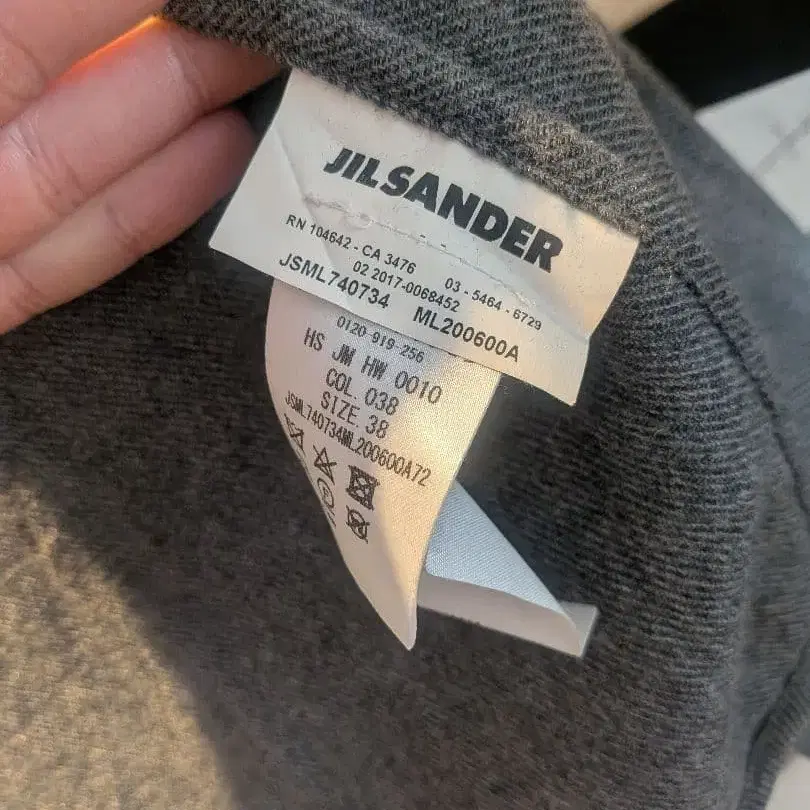 JILSANDER
RN 104642 - CA 3476 03 - 5464 - 6729
02 2017-0068452
JSML740734 ML200600A
0120-919-256
HS JM HW 0010
COL. 038
SIZE. 38
JSML740734ML200600A72